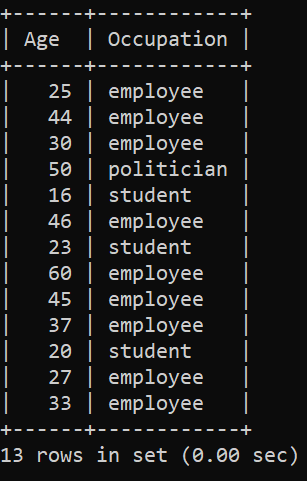 +------+------------+
| Age  | Occupation |
+------+------------+
|   25 | employee   |
|   44 | employee   |
|   30 | employee   |
|   50 | politician |
|   16 | student    |
|   46 | employee   |
|   23 | student    |
|   60 | employee   |
|   45 | employee   |
|   37 | employee   |
|   20 | student    |
|   27 | employee   |
|   33 | employee   |
+------+------------+
13 rows in set (0.00 sec)